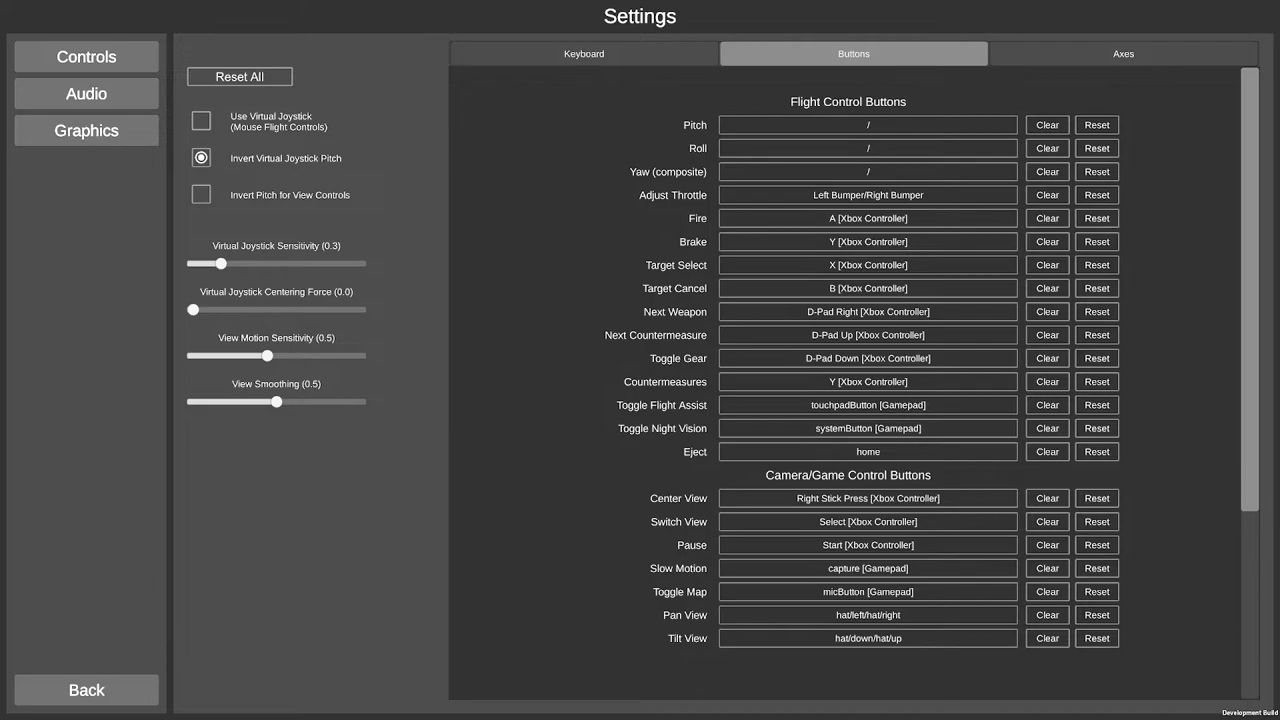 Settings
Controls
Audio
Graphics
Back
Reset All
Use Virtual Joystick
(Mouse Flight Controls)
Invert Virtual Joystick Pitch
Invert Pitch for View Controls
Virtual Joystick Sensitivity (0.3)
Virtual Joystick Centering Force (0.0)
View Motion Sensitivity (0.5)
View Smoothing (0.5)
Keyboard Buttons Axes
Flight Control Buttons
Pitch / Clear Reset
Roll / Clear Reset
Yaw (composite) / Clear Reset
Adjust Throttle Left Bumper/Right Bumper Clear Reset
Fire A [Xbox Controller] Clear Reset
Brake Y [Xbox Controller] Clear Reset
Target Select X [Xbox Controller] Clear Reset
Target Cancel B [Xbox Controller] Clear Reset
Next Weapon D-Pad Right [Xbox Controller] Clear Reset
Next Countermeasure D-Pad Up [Xbox Controller] Clear Reset
Toggle Gear D-Pad Down [Xbox Controller] Clear Reset
Countermeasures Y [Xbox Controller] Clear Reset
Toggle Flight Assist touchpadButton [Gamepad] Clear Reset
Toggle Night Vision systemButton [Gamepad] Clear Reset
Eject home Clear Reset
Camera/Game Control Buttons
Center View Right Stick Press [Xbox Controller] Clear Reset
Switch View Select [Xbox Controller] Clear Reset
Pause Start [Xbox Controller] Clear Reset
Slow Motion capture [Gamepad] Clear Reset
Toggle Map micButton [Gamepad] Clear Reset
Pan View hat/left/hat/right Clear Reset
Tilt View hat/down/hat/up Clear Reset
Development Build